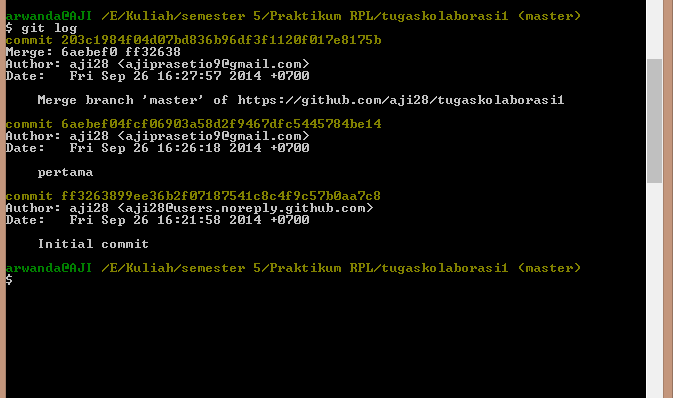 arwanda@AJI /E/Kuliah/semester 5/Praktikum RPL/tugaskolaborasi1 (master)
$ git log
commit 203c1984f04d07bd836b96df3f1120f017e8175b
Merge: 6aebef0 ff32638
Author: aji28 <ajiprasetio9@gmail.com>
Date:   Fri Sep 26 16:27:57 2014 +0700
    Merge branch 'master' of https://github.com/aji28/tugaskolaborasi1
commit 6aebef04fcf06903a58d2f9467dfc5445784be14
Author: aji28 <ajiprasetio9@gmail.com>
Date:   Fri Sep 26 16:26:18 2014 +0700
    pertama
commit ff3263899ee36b2f07187541c8c4f9c57b0aa7c8
Author: aji28 <aji28@users.noreply.github.com>
Date:   Fri Sep 26 16:21:58 2014 +0700
    Initial commit
arwanda@AJI /E/Kuliah/semester 5/Praktikum RPL/tugaskolaborasi1 (master)
$